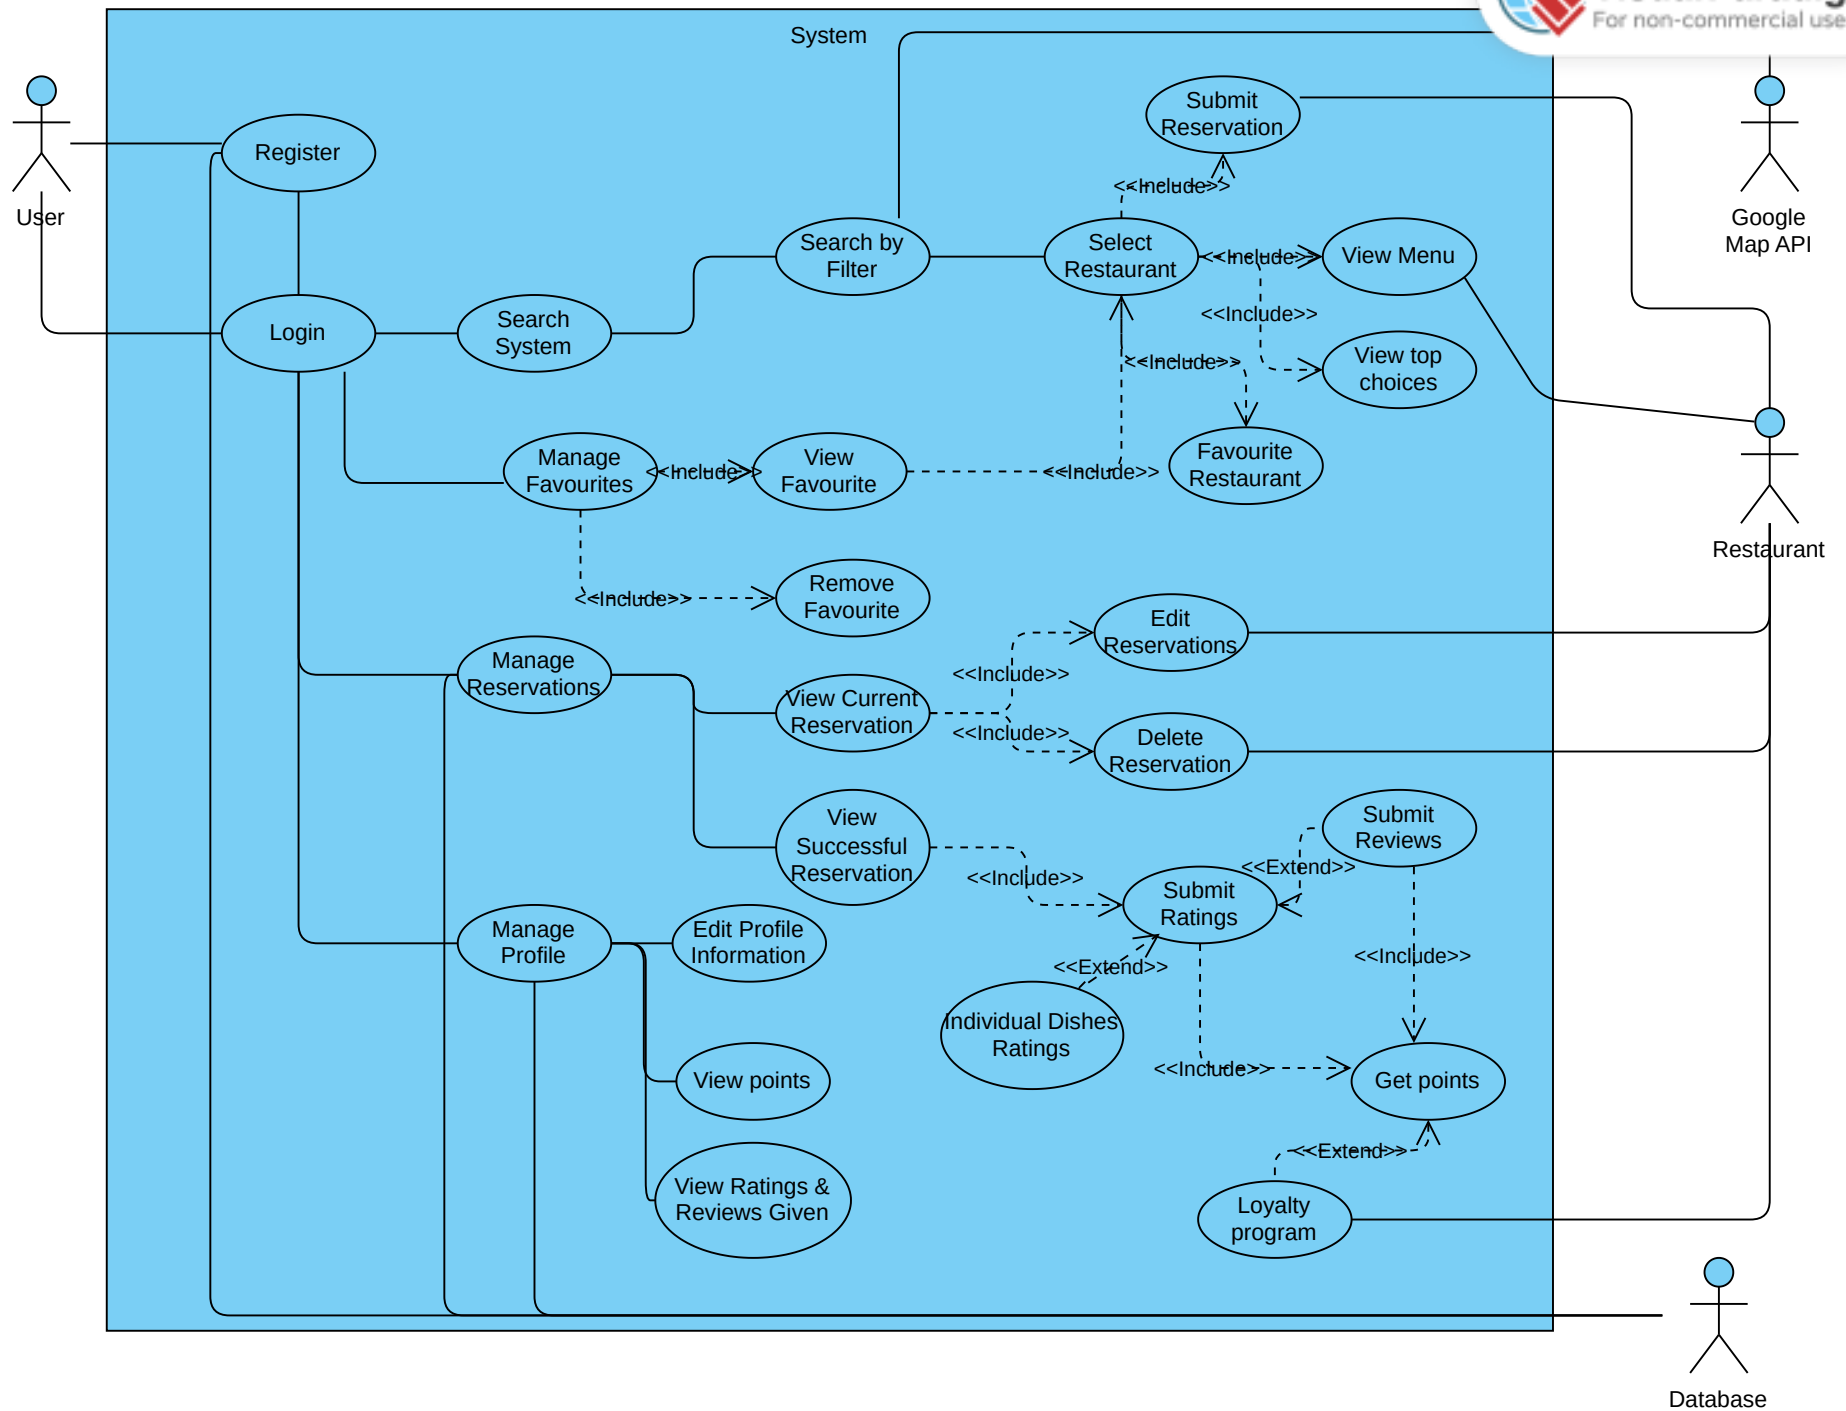 For non-commercial use
System
User
Google
Map API
Restaurant
Database
Register
Login
Search
System
Search by
Filter
Select
Restaurant
Submit
Reservation
<<Include>>
<<Include>>
View Menu
<<Include>>
View top
choices
<<Include>>
Favourite
Restaurant
Manage
Favourites
<<Include>>
View
Favourite
<<Include>>
<<Include>>
Remove
Favourite
Manage
Reservations
View Current
Reservation
<<Include>>
Edit
Reservations
<<Include>>
Delete
Reservation
View
Successful
Reservation
<<Include>>
Submit
Ratings
<<Extend>>
Submit
Reviews
<<Include>>
Manage
Profile
Edit Profile
Information
<<Extend>>
Individual Dishes
Ratings
<<Include>>
Get points
View points
<<Extend>>
View Ratings &
Reviews Given
Loyalty
program